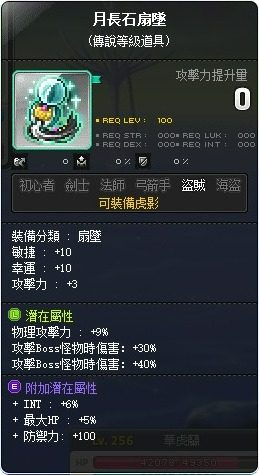 月長石扇墜
(傳說等級道具)
攻擊力提升量
0
REQ LEV : 100
REQ STR : 000 REQ LUK : 000
REQ DEX : 000 REQ INT : 000
0 0 0
初心者 劍士 法師 弓箭手 盜賊 海盜
可裝備虎影
裝備分類 : 扇墜
敏捷 : +10
幸運 : +10
攻擊力 : +3
L 潛在屬性
物理攻擊力 : +9%
攻擊Boss怪物時傷害: +30%
攻擊Boss怪物時傷害: +40%
E 附加潛在屬性
+ INT : +6%
+ 最大HP : +5%
+ 防禦力: +100
Lv.256
HP